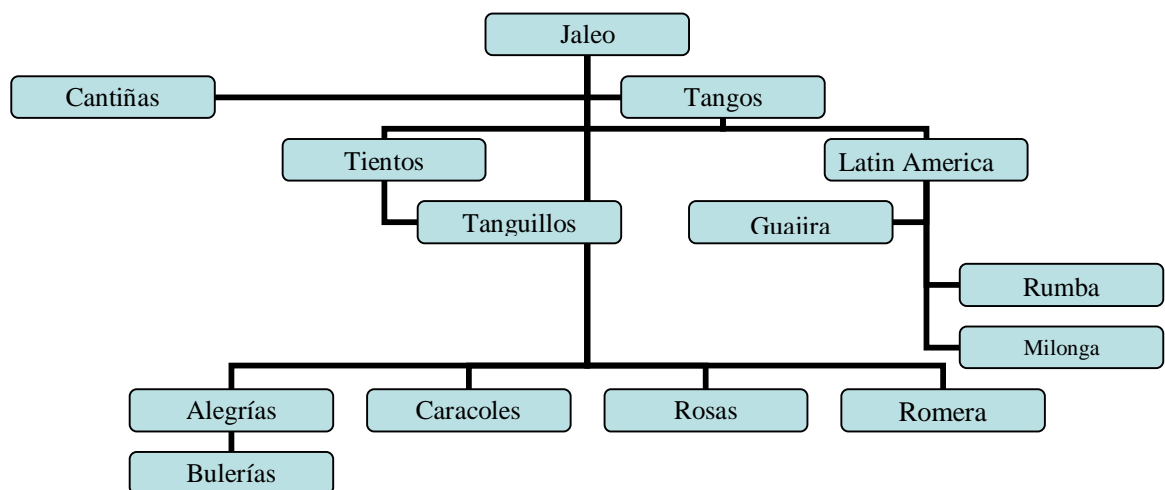 Jaleo
Cantiñas
Tangos
Tientos
Latin America
Tanguillos
Guajira
Rumba
Milonga
Alegrías
Caracoles
Rosas
Romera
Bulerías